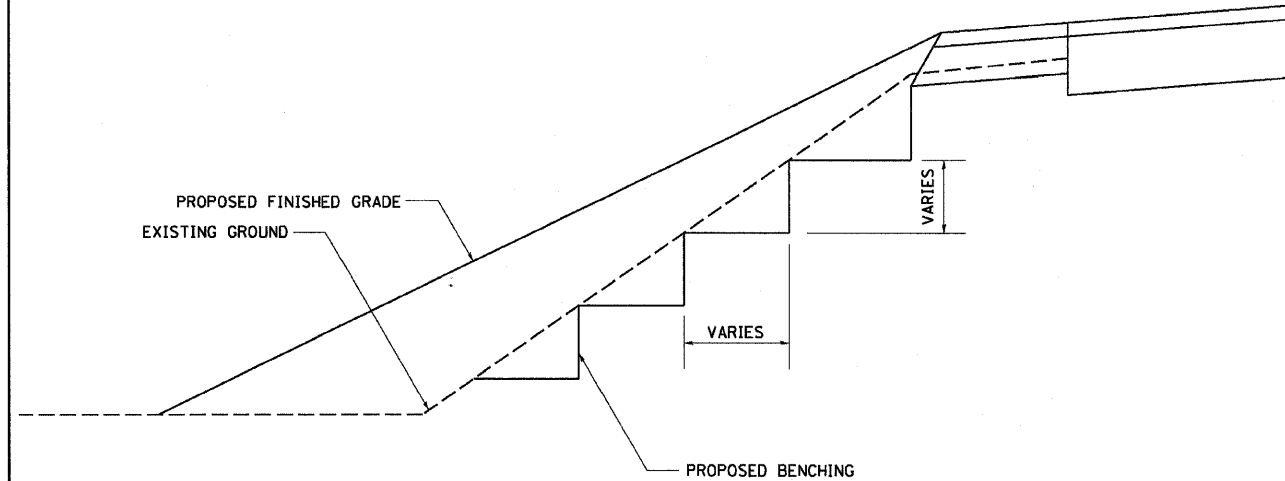 PROPOSED FINISHED GRADE
EXISTING GROUND
VARIES
VARIES
PROPOSED BENCHING